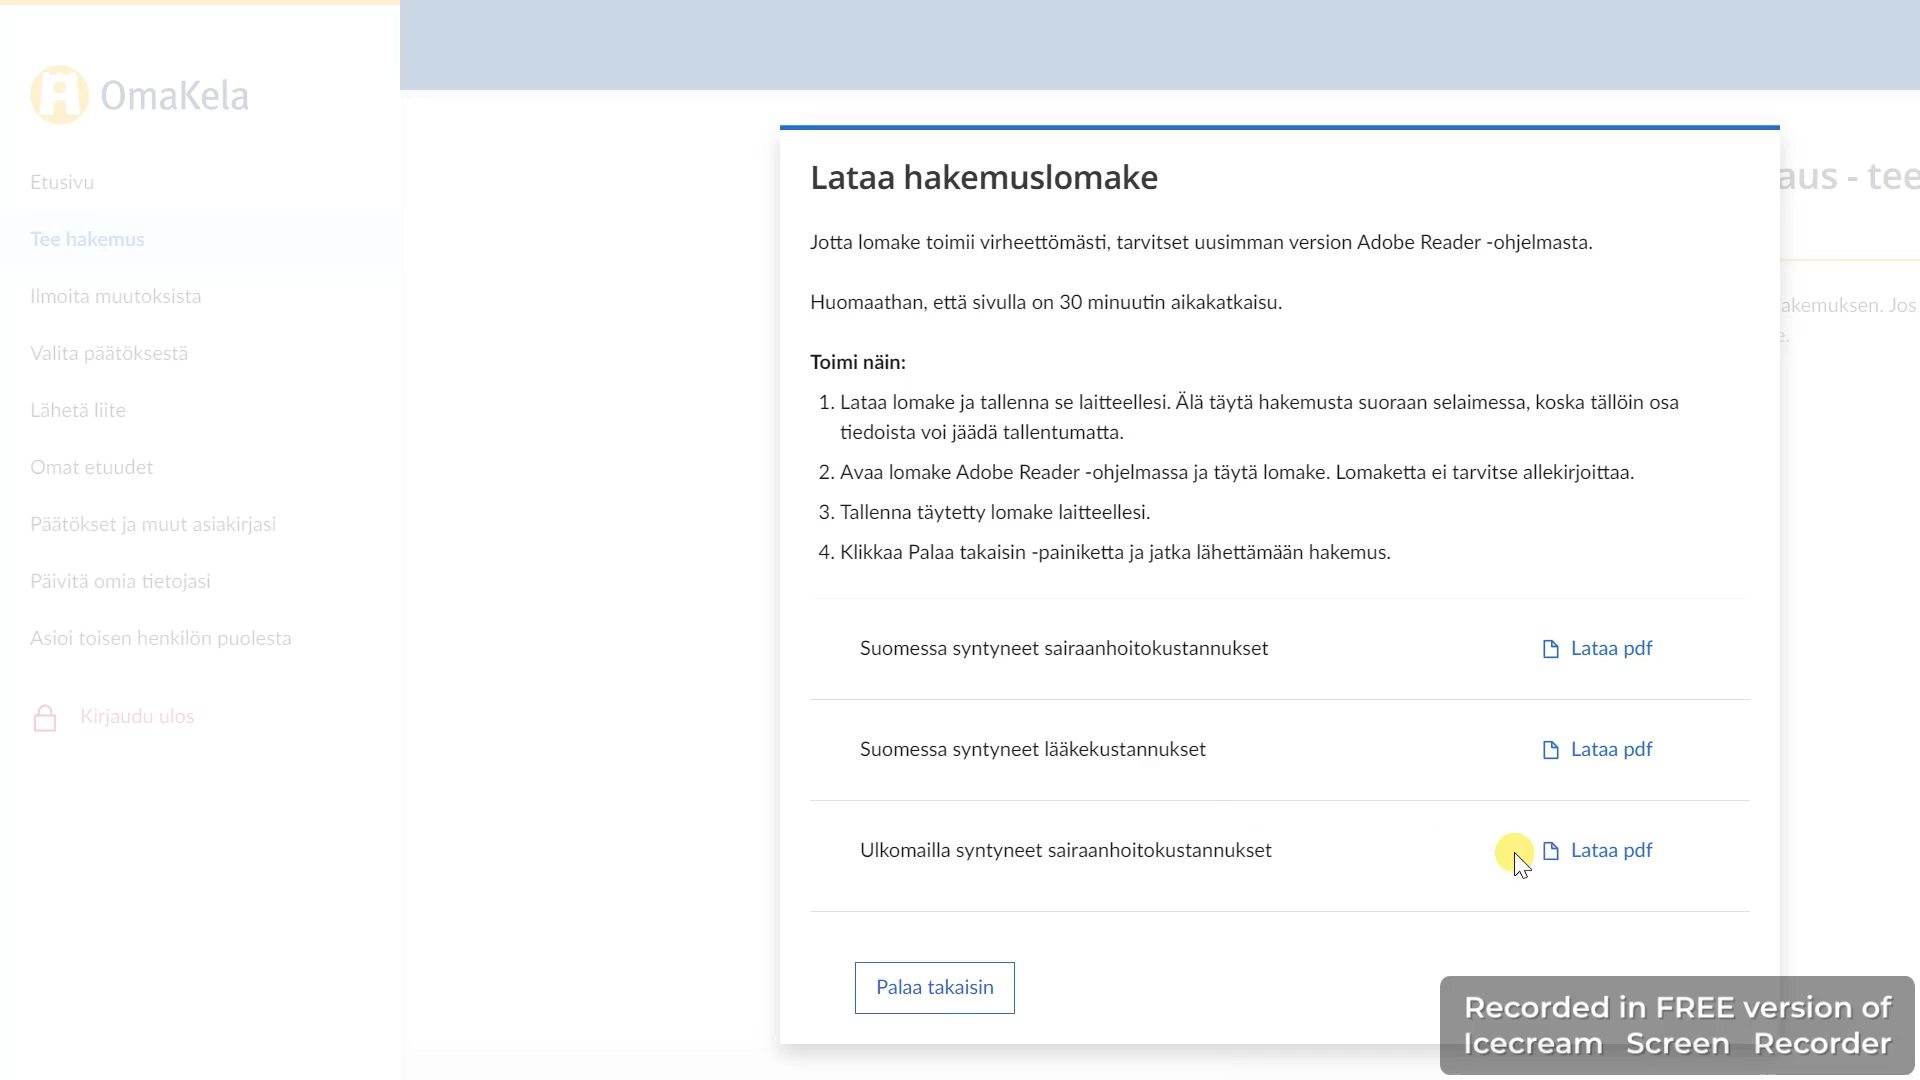 OmaKela
Etusivu
Tee hakemus
Ilmoita muutoksista
Valita päätöksestä
Lähetä liite
Omat etuudet
Päätökset ja muut asiakirjasi
Päivitä omia tietojasi
Asioi toisen henkilön puolesta
Kirjaudu ulos
aus - tee
akemuksen. Jos
e.
Lataa hakemuslomake
Jotta lomake toimii virheettömästi, tarvitset uusimman version Adobe Reader -ohjelmasta.
Huomaathan, että sivulla on 30 minuutin aikakatkaisu.
Toimi näin:
1. Lataa lomake ja tallenna se laitteellesi. Älä täytä hakemusta suoraan selaimessa, koska tällöin osa
tiedoista voi jäädä tallentumatta.
2. Avaa lomake Adobe Reader -ohjelmassa ja täytä lomake. Lomaketta ei tarvitse allekirjoittaa.
3. Tallenna täytetty lomake laitteellesi.
4. Klikkaa Palaa takaisin -painiketta ja jatka lähettämään hakemus.
Suomessa syntyneet sairaanhoitokustannukset Lataa pdf
Suomessa syntyneet lääkekustannukset Lataa pdf
Ulkomailla syntyneet sairaanhoitokustannukset Lataa pdf
Palaa takaisin
Recorded in FREE version of
Icecream Screen Recorder